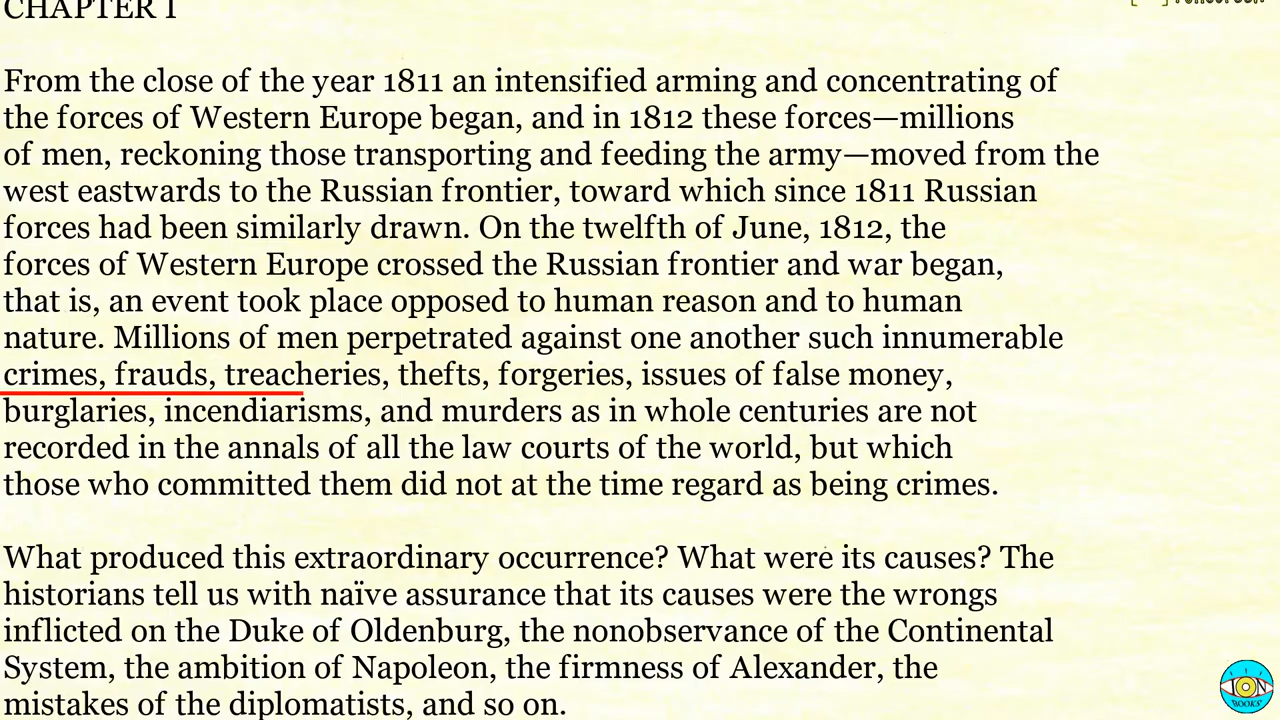 CHAPTER I
From the close of the year 1811 an intensified arming and concentrating of
the forces of Western Europe began, and in 1812 these forces—millions
of men, reckoning those transporting and feeding the army—moved from the
west eastwards to the Russian frontier, toward which since 1811 Russian
forces had been similarly drawn. On the twelfth of June, 1812, the
forces of Western Europe crossed the Russian frontier and war began,
that is, an event took place opposed to human reason and to human
nature. Millions of men perpetrated against one another such innumerable
crimes, frauds, treacheries, thefts, forgeries, issues of false money,
burglaries, incendiarisms, and murders as in whole centuries are not
recorded in the annals of all the law courts of the world, but which
those who committed them did not at the time regard as being crimes.
What produced this extraordinary occurrence? What were its causes? The
historians tell us with naïve assurance that its causes were the wrongs
inflicted on the Duke of Oldenburg, the nonobservance of the Continental
System, the ambition of Napoleon, the firmness of Alexander, the
mistakes of the diplomatists, and so on.
ION
BOOKS